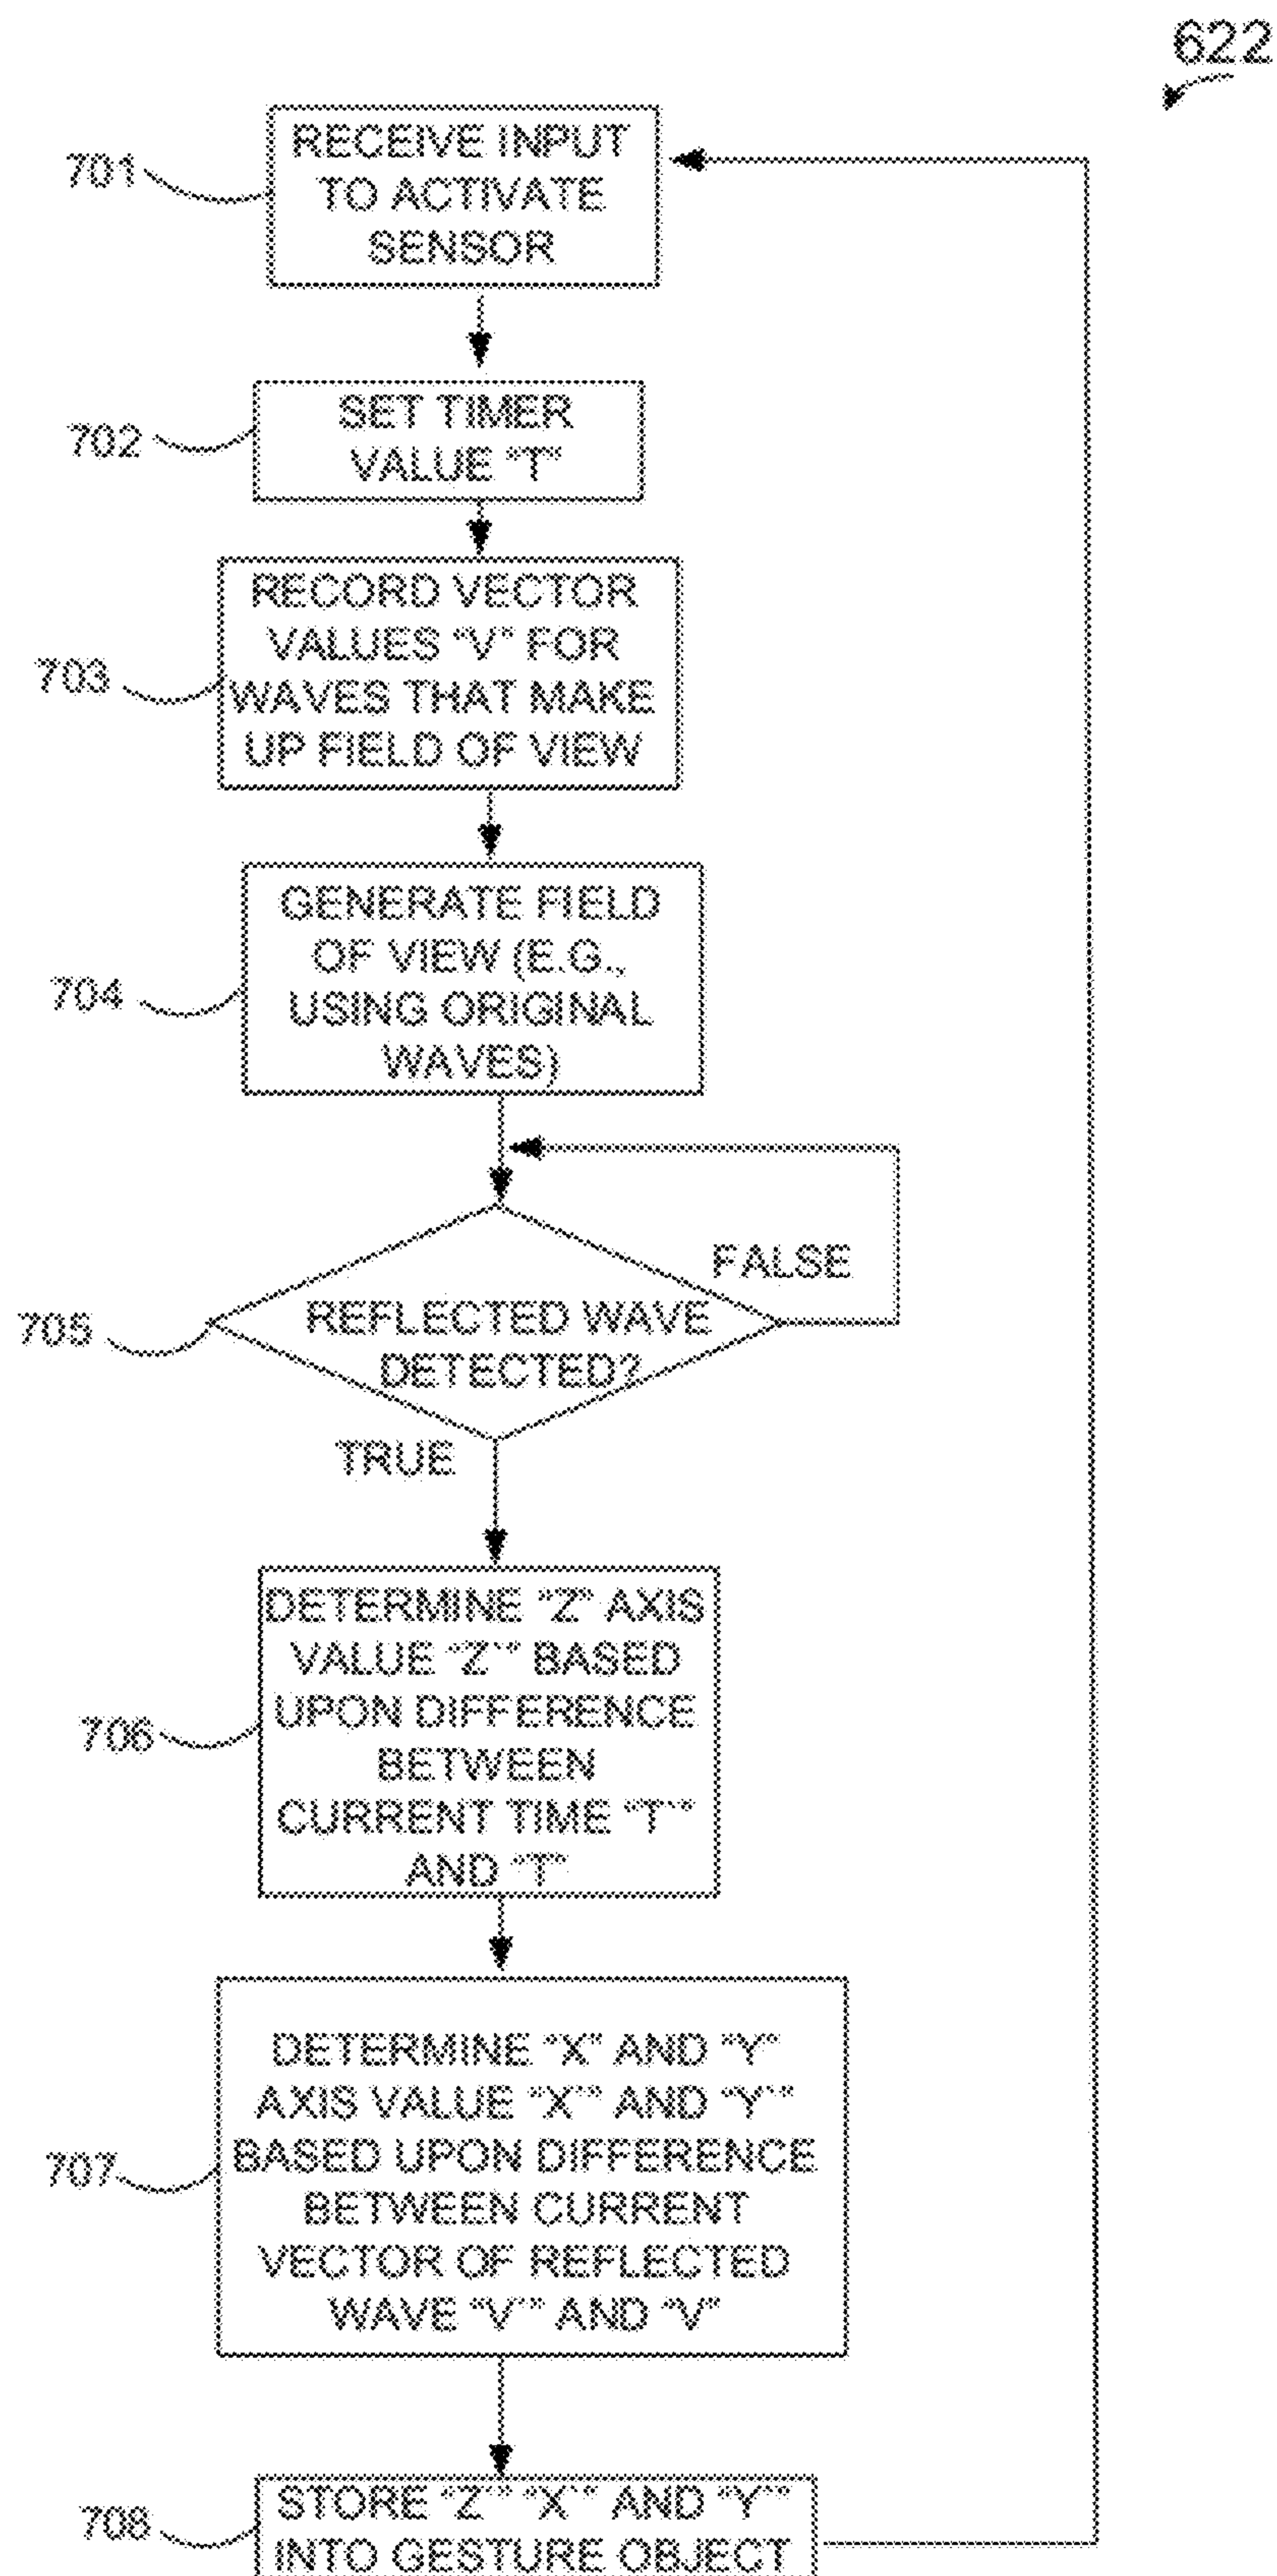 622
701
RECEIVE INPUT
TO ACTIVATE
SENSOR
702
SET TIMER
VALUE "T"
703
RECORD VECTOR
VALUES "V" FOR
WAVES THAT MAKE
UP FIELD OF VIEW
704
GENERATE FIELD
OF VIEW (E.G.,
USING ORIGINAL
WAVES)
705
REFLECTED WAVE
DETECTED?
FALSE
TRUE
706
DETERMINE "Z" AXIS
VALUE "Z`" BASED
UPON DIFFERENCE
BETWEEN
CURRENT TIME "T`"
AND "T"
707
DETERMINE "X" AND "Y"
AXIS VALUE "X`" AND "Y`"
BASED UPON DIFFERENCE
BETWEEN CURRENT
VECTOR OF REFLECTED
WAVE "V`" AND "V"
708
STORE "Z`" "X`" AND "Y`"
INTO GESTURE OBJECT